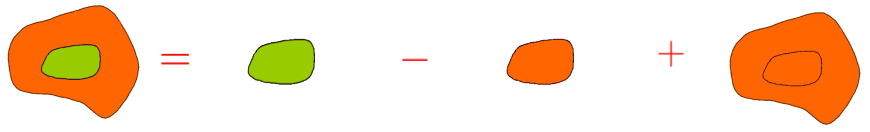 = − +